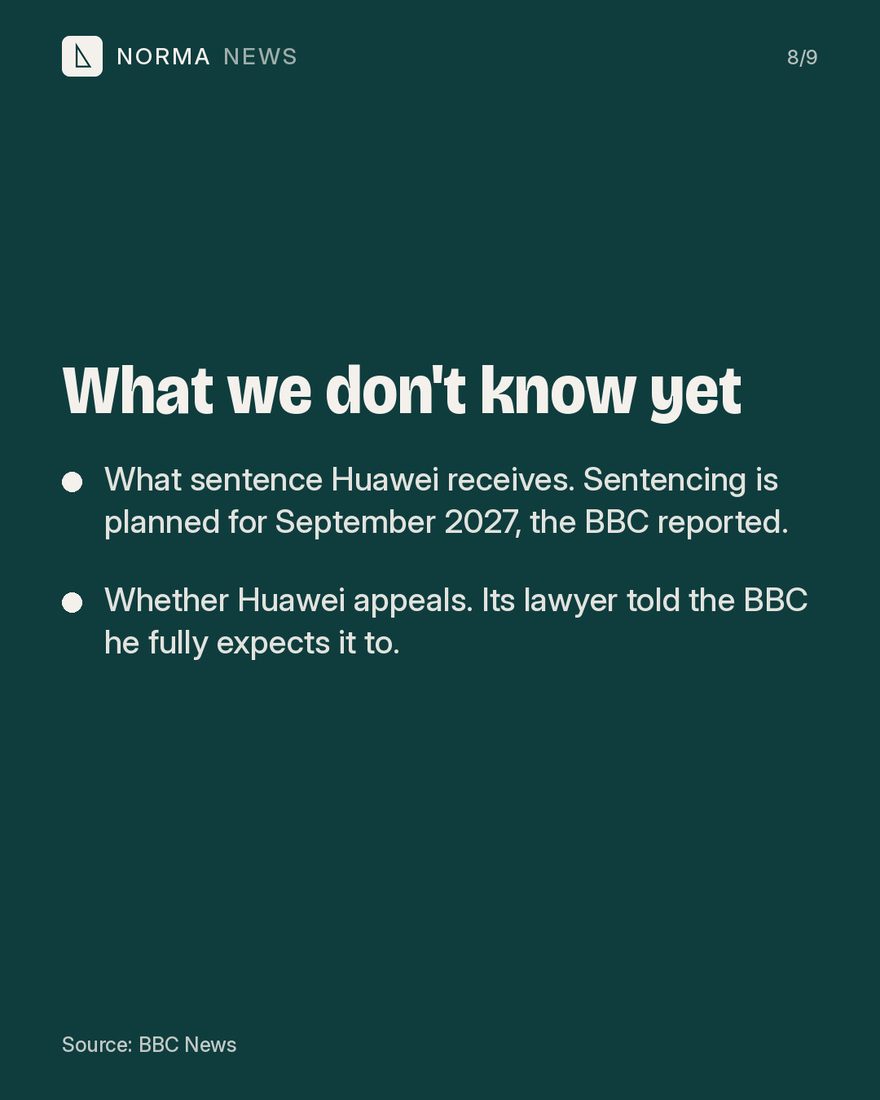 NORMA NEWS
8/9
What we don't know yet
What sentence Huawei receives. Sentencing is
planned for September 2027, the BBC reported.
Whether Huawei appeals. Its lawyer told the BBC
he fully expects it to.
Source: BBC News